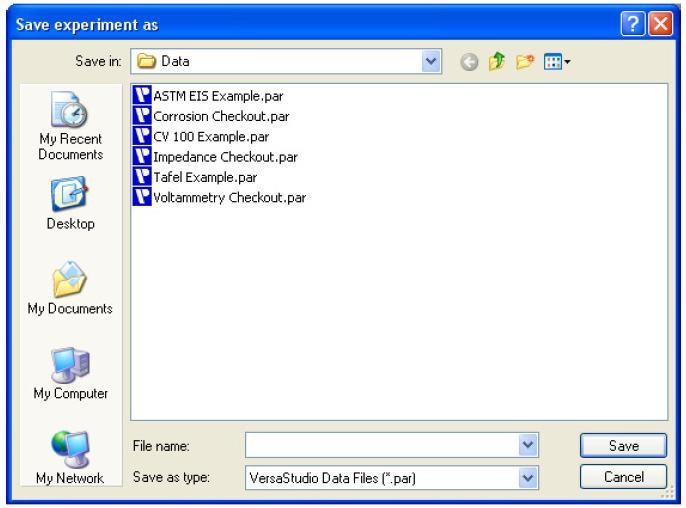 Save experiment as
Save in: Data
ASTM EIS Example.par
Corrosion Checkout.par
CV 100 Example.par
Impedance Checkout.par
Tafel Example.par
Voltammetry Checkout.par
My Recent
Documents
Desktop
My Documents
My Computer
My Network
File name:
Save
Save as type: VersaStudio Data Files (*.par)
Cancel